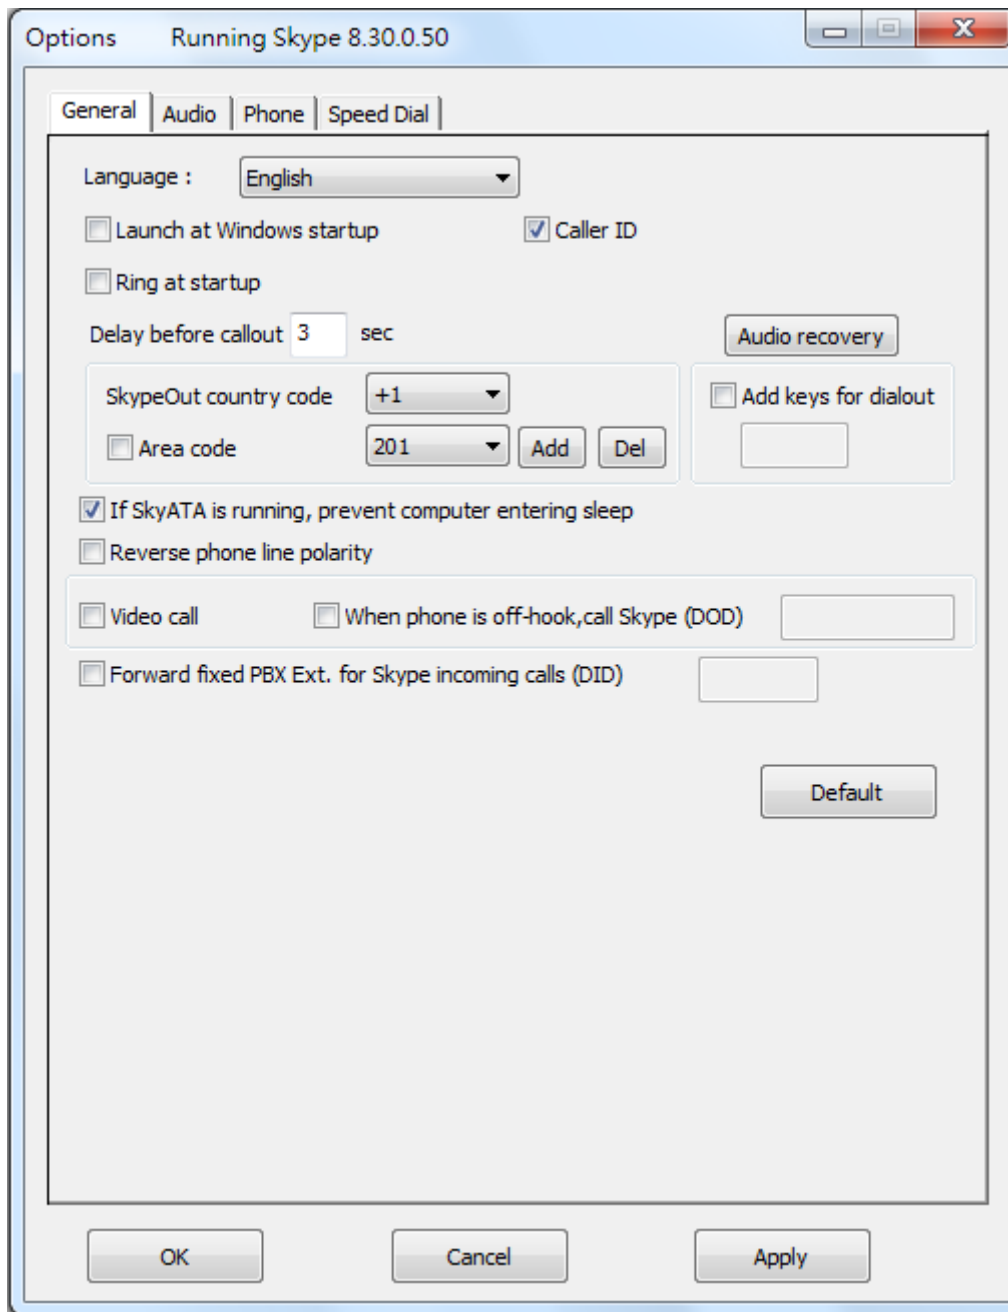 Options Running Skype 8.30.0.50
General Audio Phone Speed Dial
Language : English
Launch at Windows startup Caller ID
Ring at startup
Delay before callout 3 sec Audio recovery
SkypeOut country code +1 Add keys for dialout
Area code 201 Add Del
If SkyATA is running, prevent computer entering sleep
Reverse phone line polarity
Video call When phone is off-hook,call Skype (DOD)
Forward fixed PBX Ext. for Skype incoming calls (DID)
Default
OK Cancel Apply